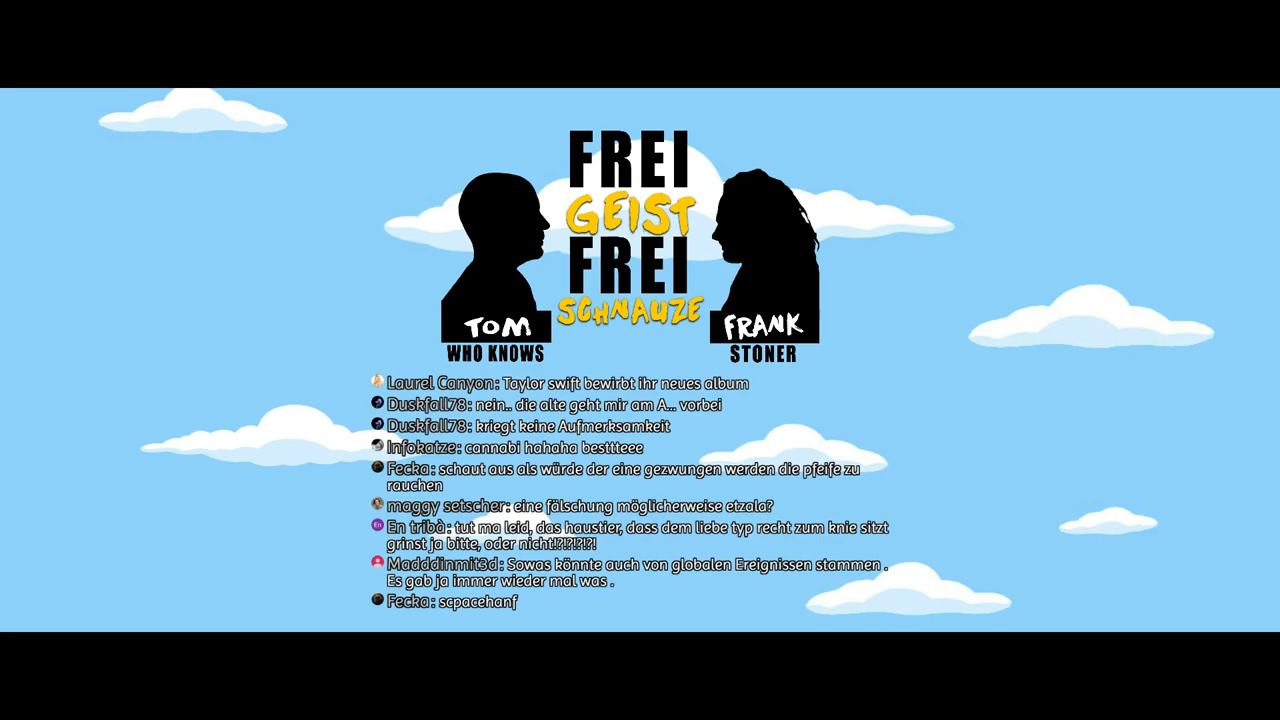 FREI
GEIST
FREI
SCHNAUZE
TOM
WHO KNOWS
FRANK
STONER
Laurel Canyon: Taylor swift bewirbt ihr neues album
Duskfall78: nein.. die alte geht mir am A... vorbei
Duskfall78: kriegt keine Aufmerksamkeit
Infokatze: cannabi hahaha besttteee
Fecka: schaut aus als würde der eine gezwungen werden die pfeife zu
rauchen
maggy setscher: eine fälschung möglicherweise etzala?
En tribà: tut ma leid, das haustier, dass dem liebe typ recht zum knie sitzt
grinst ja bitte, oder nicht!?!?!?!
Madddinmit3d: Sowas könnte auch von globalen Ereignissen stammen .
Es gab ja immer wieder mal was .
Fecka: scpacehanf